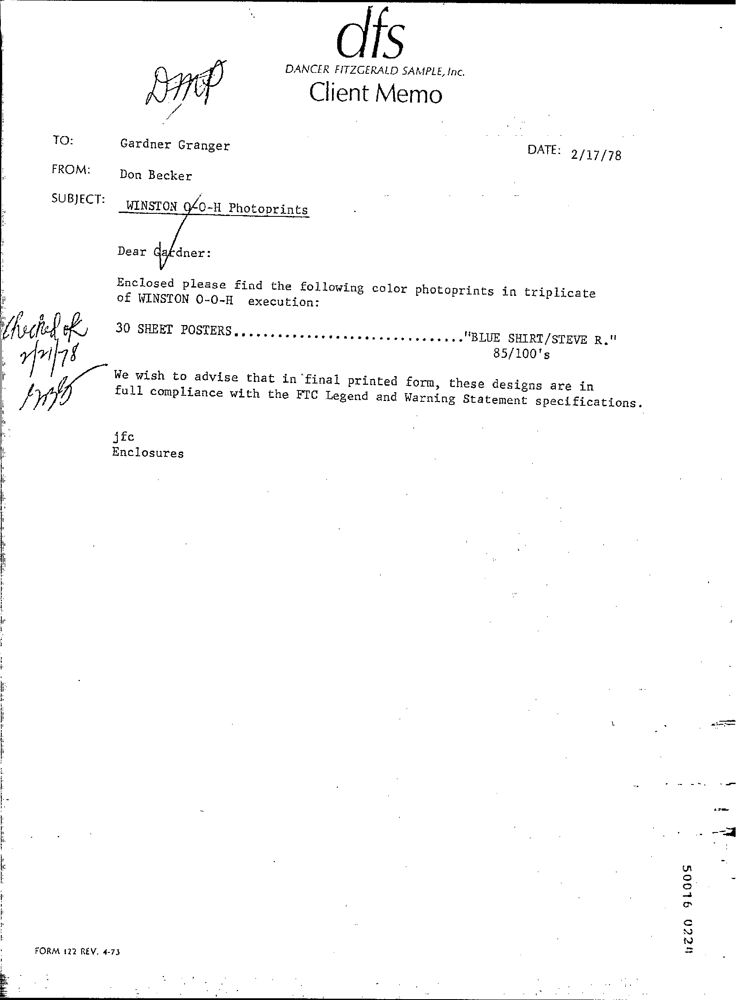 dfs
DANCER FITZGERALD SAMPLE, Inc.
DMP
Client Memo
TO: Gardner Granger
DATE: 2/17/78
FROM: Don Becker
SUBJECT: WINSTON O-O-H Photoprints
Dear Gardner:
Enclosed please find the following color photoprints in triplicate
of WINSTON O-O-H execution:
Checked ok
2/21/78
30 SHEET POSTERS................................"BLUE SHIRT/STEVE R."
85/100's
We wish to advise that in final printed form, these designs are in
full compliance with the FTC Legend and Warning Statement specifications.
jfc
Enclosures
50016 0224
FORM 122 REV. 4-73